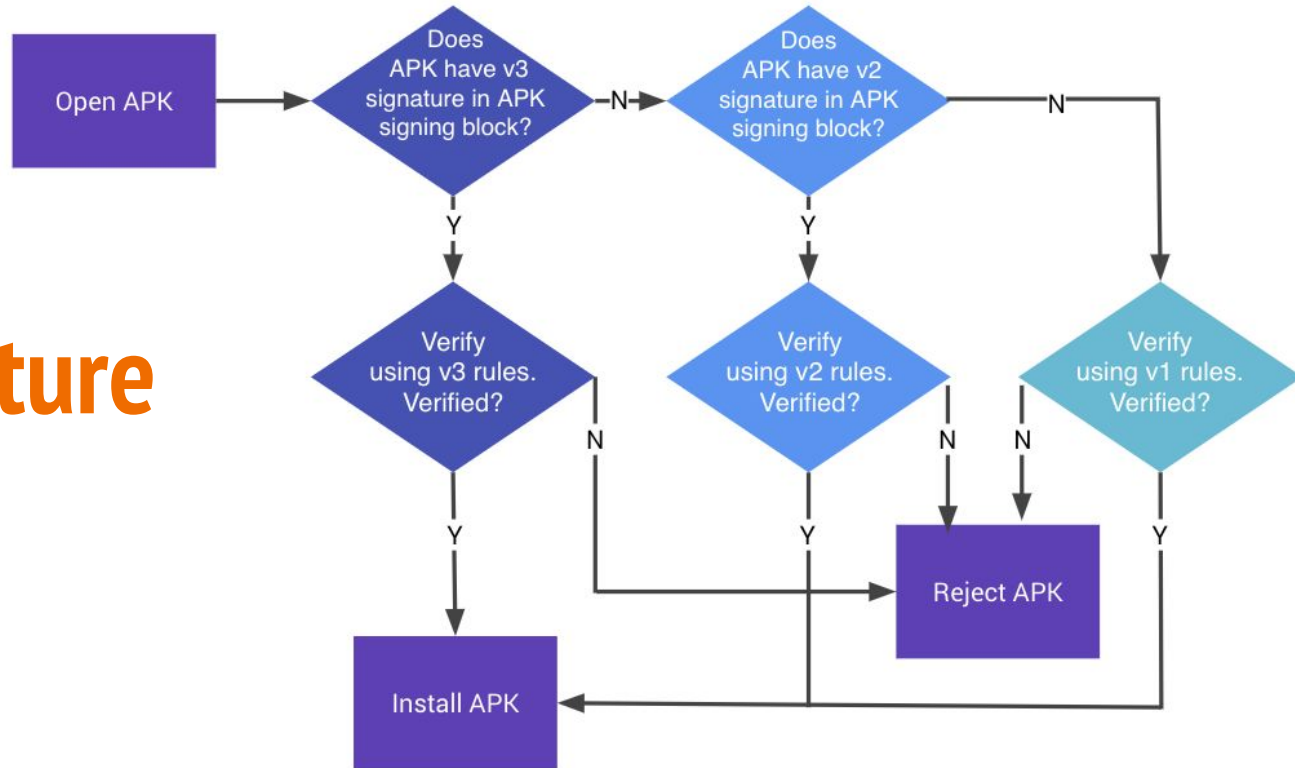 Open APK
Does
APK have v3
signature in APK
signing block?
N
Does
APK have v2
signature in APK
signing block?
N
Y
Y
ture
Verify
using v3 rules.
Verified?
Verify
using v2 rules.
Verified?
Verify
using v1 rules.
Verified?
N
N
N
Y
Y
Y
Reject APK
Install APK